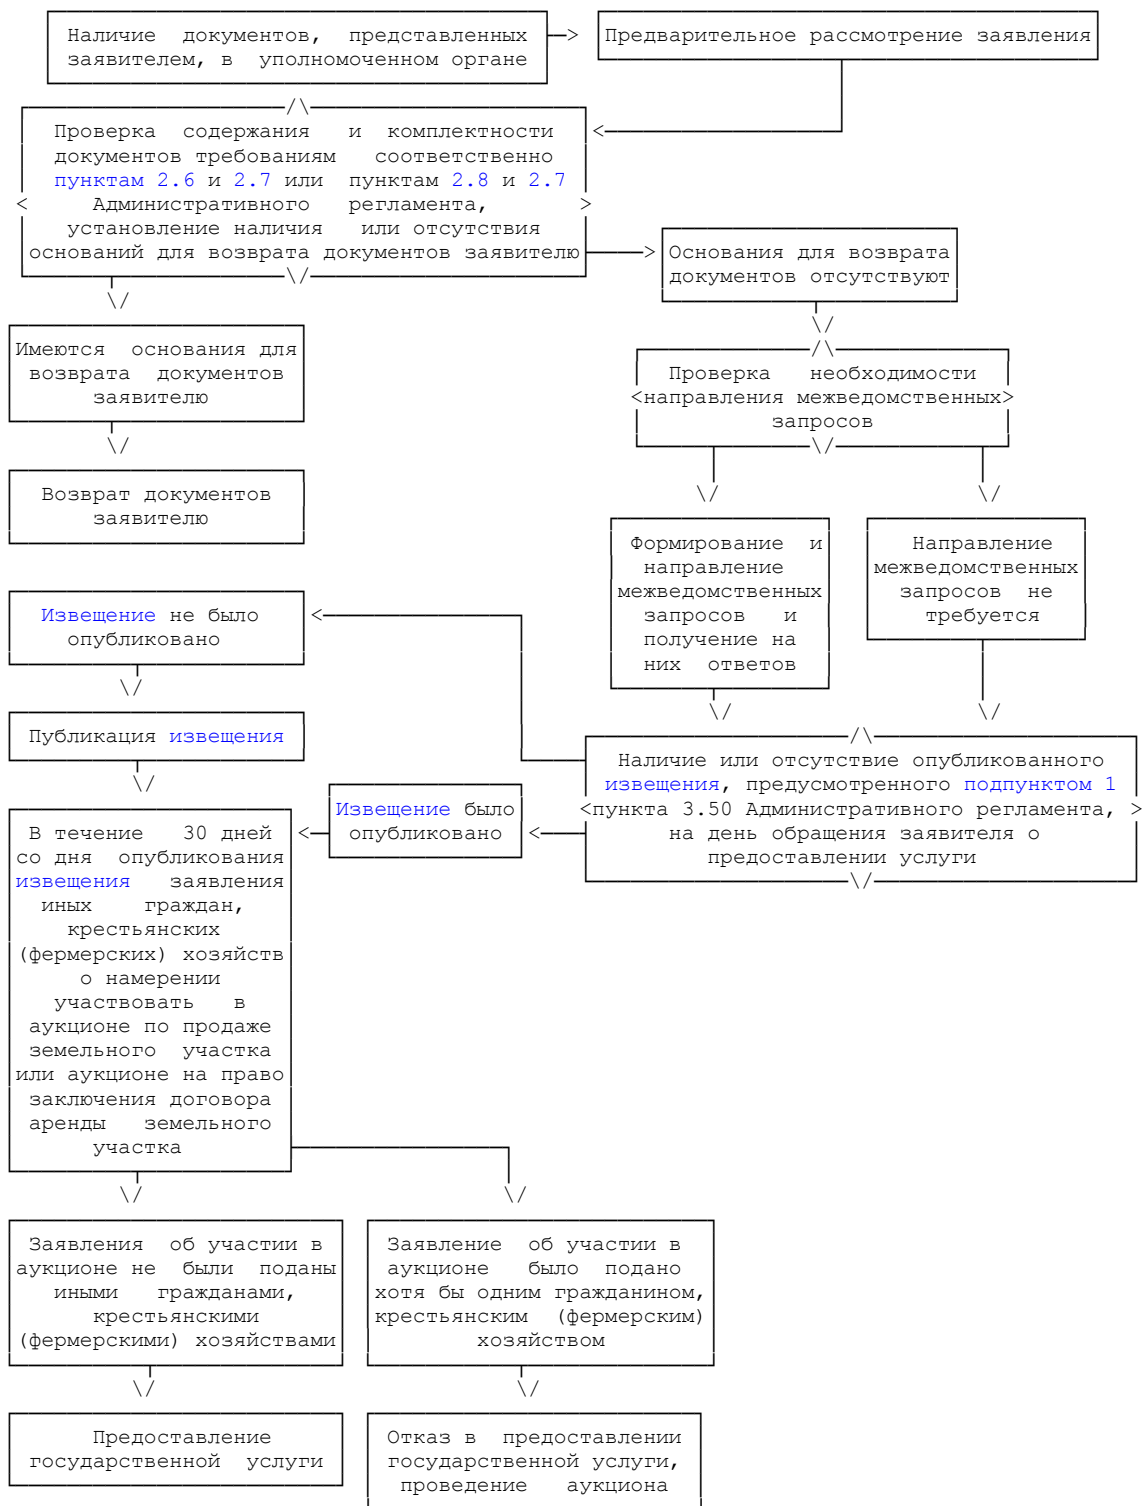 Наличие документов, представленных
заявителем, в уполномоченном органе
Предварительное рассмотрение заявления
Проверка содержания и комплектности
документов требованиям соответственно
пунктам 2.6 и 2.7 или пунктам 2.8 и 2.7
Административного регламента,
установление наличия или отсутствия
оснований для возврата документов заявителю
Основания для возврата
документов отсутствуют
Имеются основания для
возврата документов
заявителю
Проверка необходимости
направления межведомственных
запросов
Возврат документов
заявителю
Формирование и
направление
межведомственных
запросов и
получение на
них ответов
Направление
межведомственных
запросов не
требуется
Извещение не было
опубликовано
Публикация извещения
Наличие или отсутствие опубликованного
извещения, предусмотренного подпунктом 1
пункта 3.50 Административного регламента,
на день обращения заявителя о
предоставлении услуги
Извещение было
опубликовано
В течение 30 дней
со дня опубликования
извещения заявления
иных граждан,
крестьянских
(фермерских) хозяйств
о намерении
участвовать в
аукционе по продаже
земельного участка
или аукционе на право
заключения договора
аренды земельного
участка
Заявления об участии в
аукционе не были поданы
иными гражданами,
крестьянскими
(фермерскими) хозяйствами
Заявление об участии в
аукционе было подано
хотя бы одним гражданином,
крестьянским (фермерским)
хозяйством
Предоставление
государственной услуги
Отказ в предоставлении
государственной услуги,
проведение аукциона